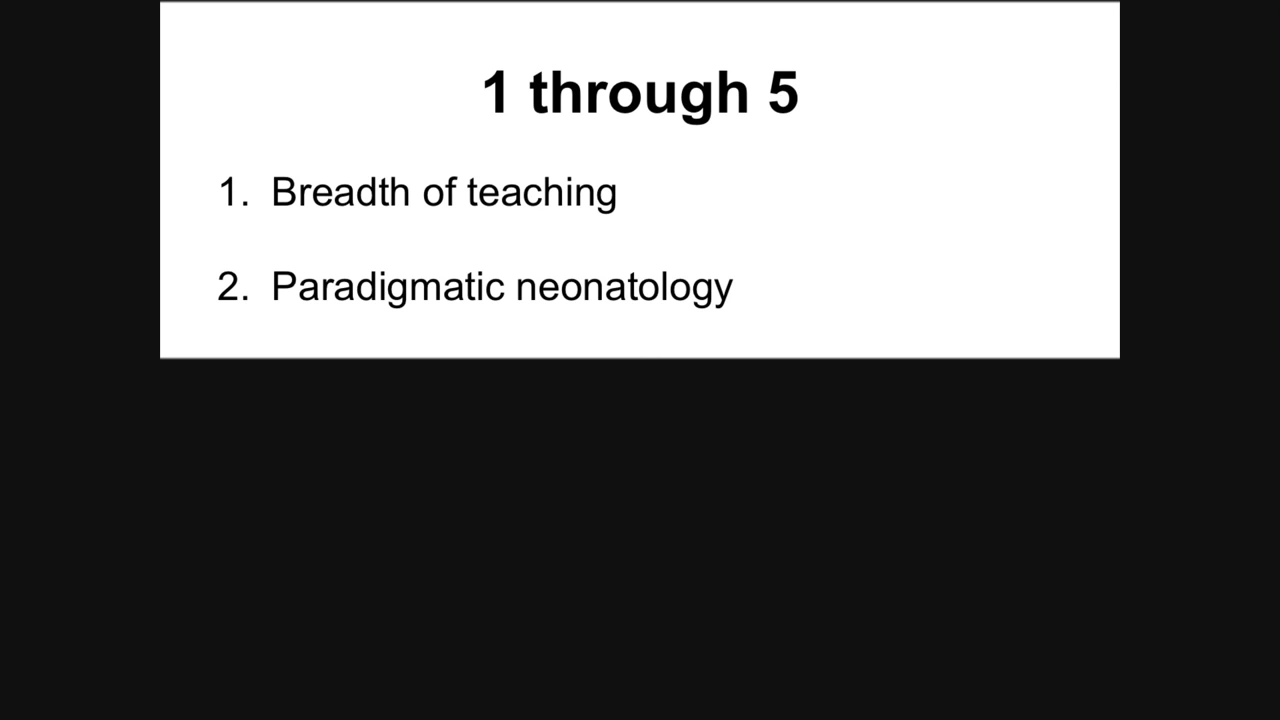 1 through 5
1. Breadth of teaching
2. Paradigmatic neonatology